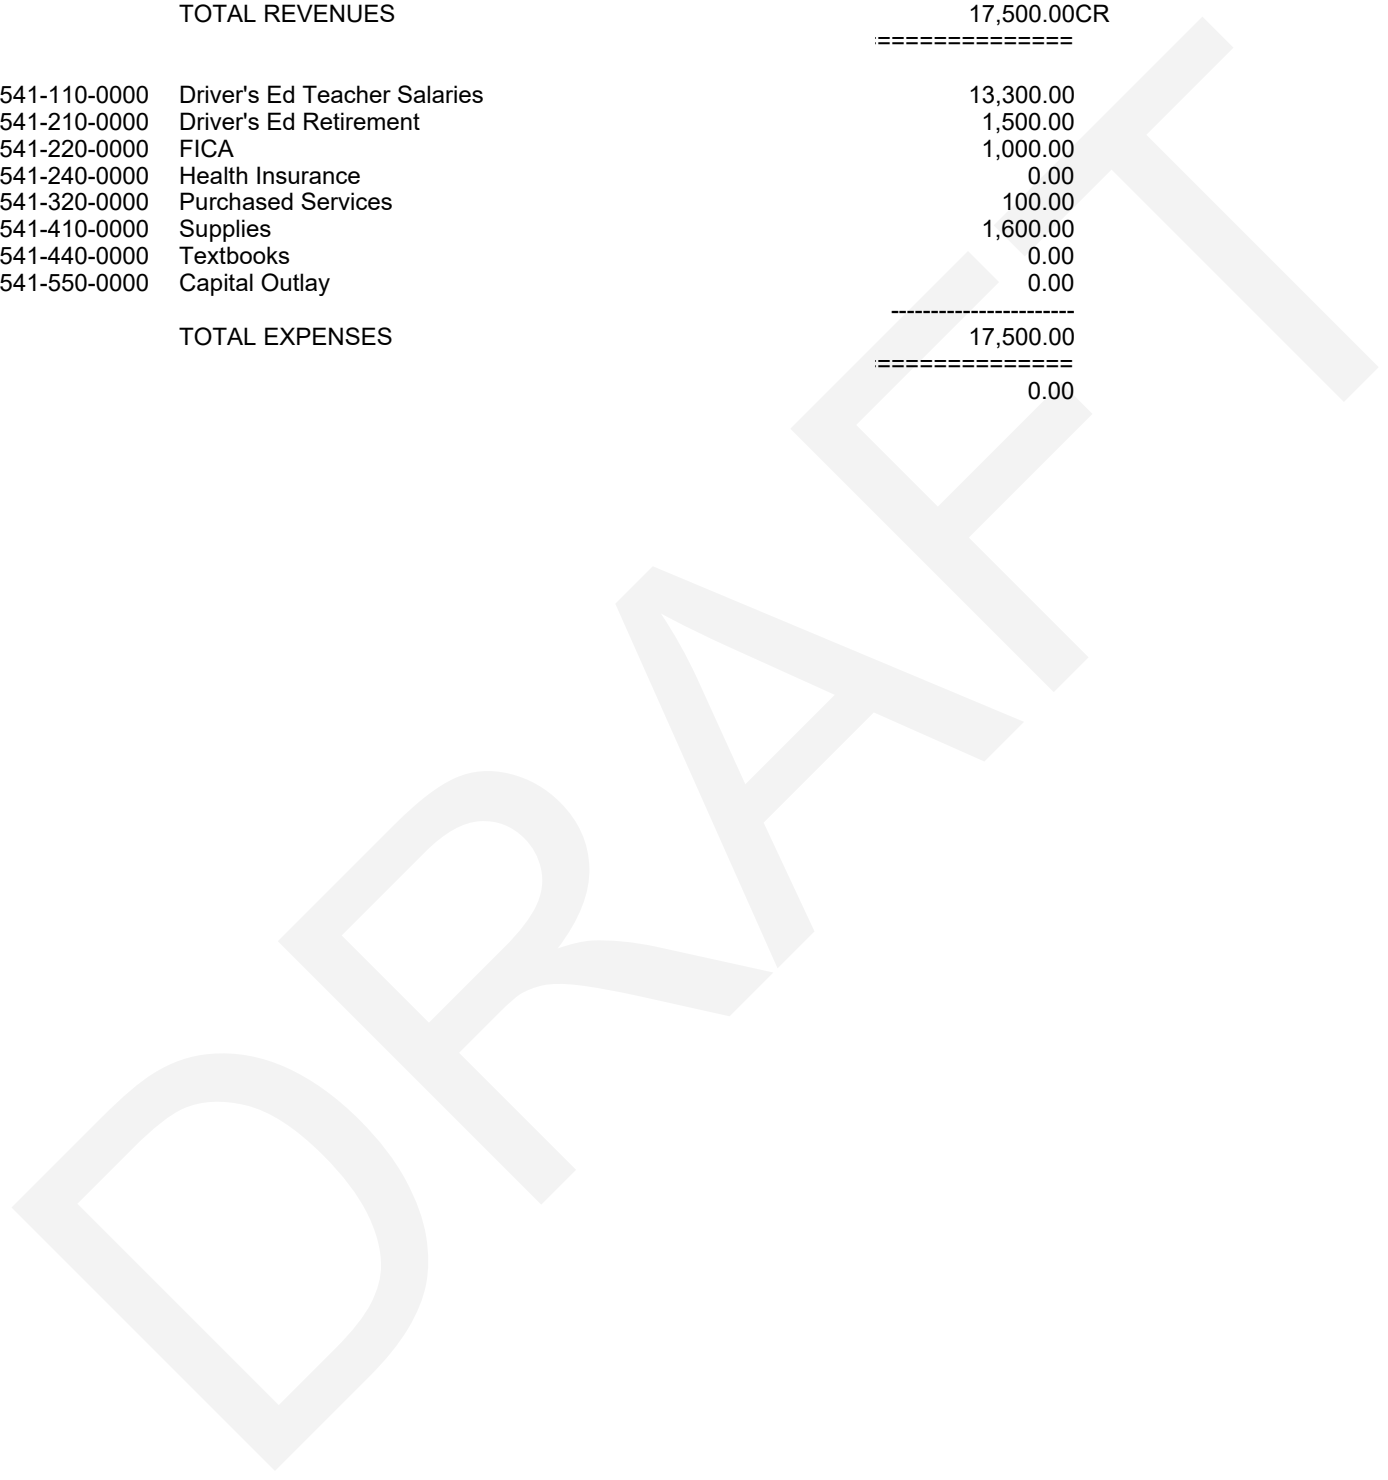 TOTAL REVENUES 17,500.00CR
==============
541-110-0000 Driver's Ed Teacher Salaries 13,300.00
541-210-0000 Driver's Ed Retirement 1,500.00
541-220-0000 FICA 1,000.00
541-240-0000 Health Insurance 0.00
541-320-0000 Purchased Services 100.00
541-410-0000 Supplies 1,600.00
541-440-0000 Textbooks 0.00
541-550-0000 Capital Outlay 0.00
-----------------------
TOTAL EXPENSES 17,500.00
==============
0.00
DRAFT